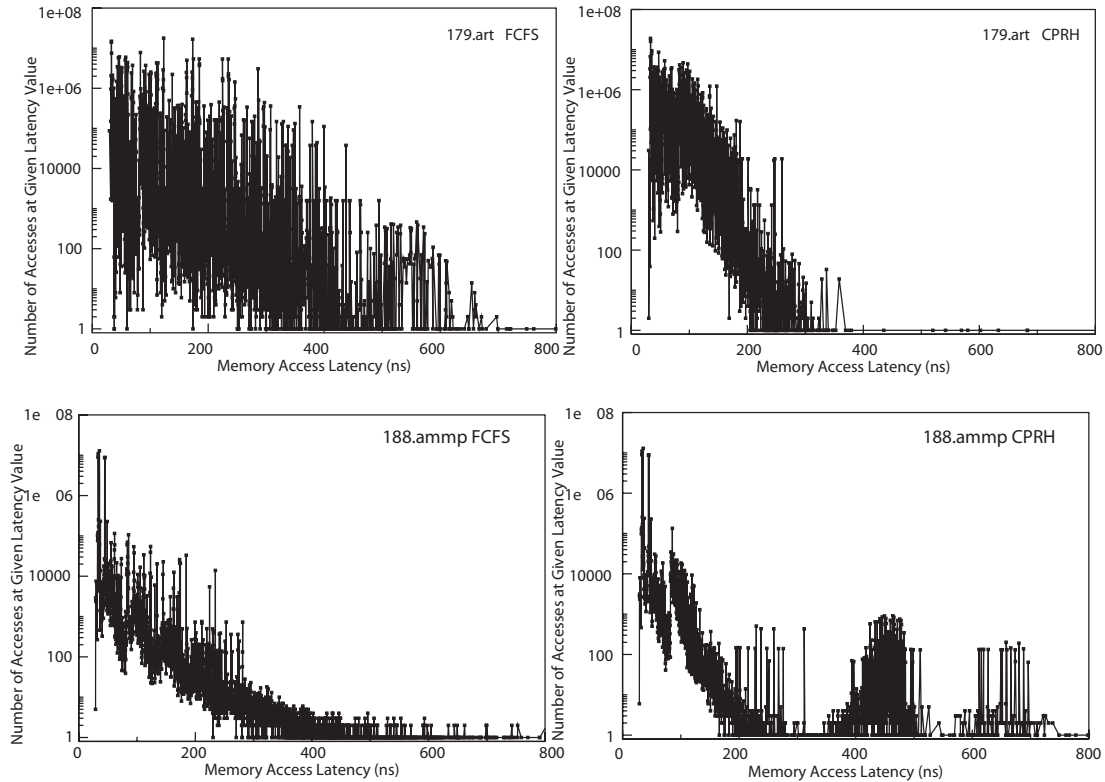 1e+08
1e+06
10000
100
1
0
200
400
600
800
Number of Accesses at Given Latency Value
Memory Access Latency (ns)
179.art FCFS
1e+08
1e+06
10000
100
1
0
200
400
600
800
Number of Accesses at Given Latency Value
Memory Access Latency (ns)
179.art CPRH
1e 08
1e 06
10000
100
1
0
200
400
600
800
Number of Accesses at Given Latency Value
Memory Access Latency (ns)
188.ammp FCFS
1e 08
1e 06
10000
100
1
0
200
400
600
800
Number of Accesses at Given Latency Value
Memory Access Latency (ns)
188.ammp CPRH